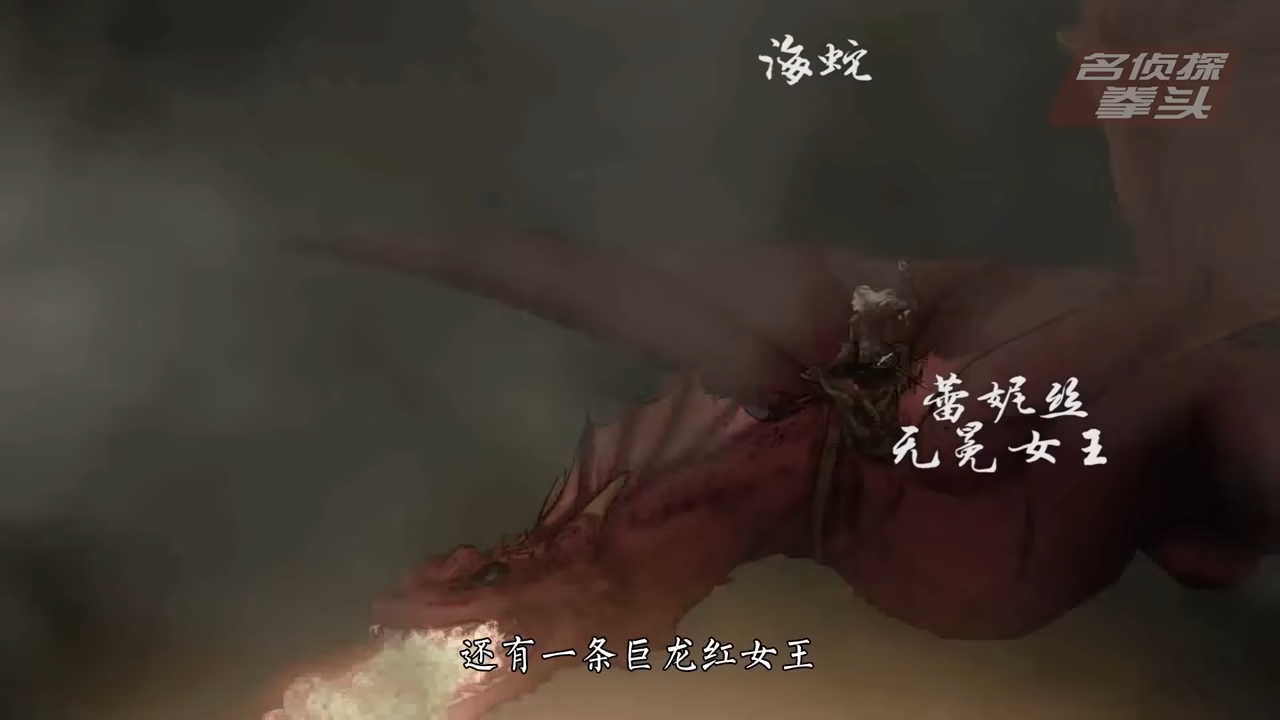 海蛇
名侦探
拳头
蕾妮丝
无冕女王
还有一条巨龙红女王